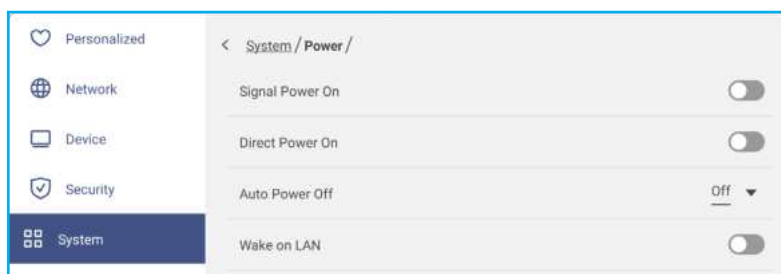 Personalized
Network
Device
Security
System
< System / Power /
Signal Power On
Direct Power On
Auto Power Off Off
Wake on LAN